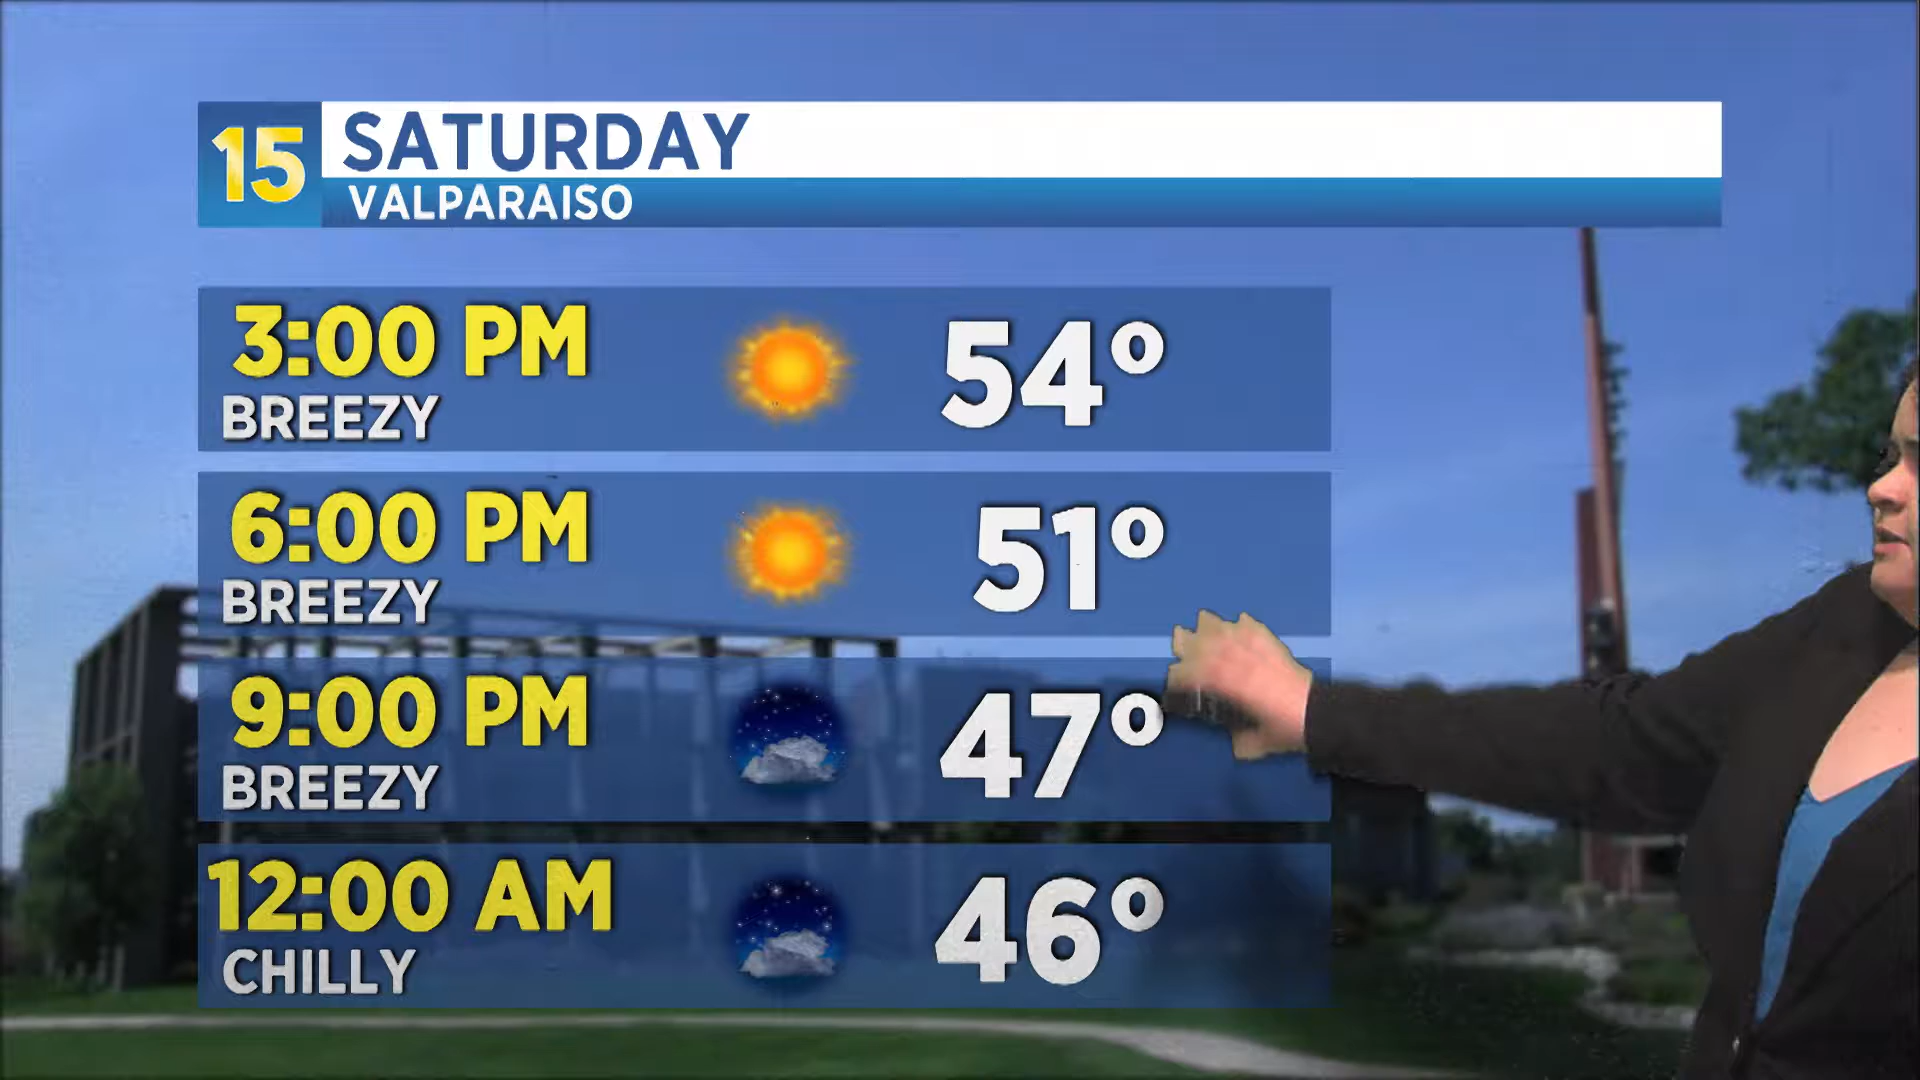 15
SATURDAY
VALPARAISO
3:00 PM
54°
BREEZY
6:00 PM
51°
BREEZY
9:00 PM
47°
BREEZY
12:00 AM
46°
CHILLY